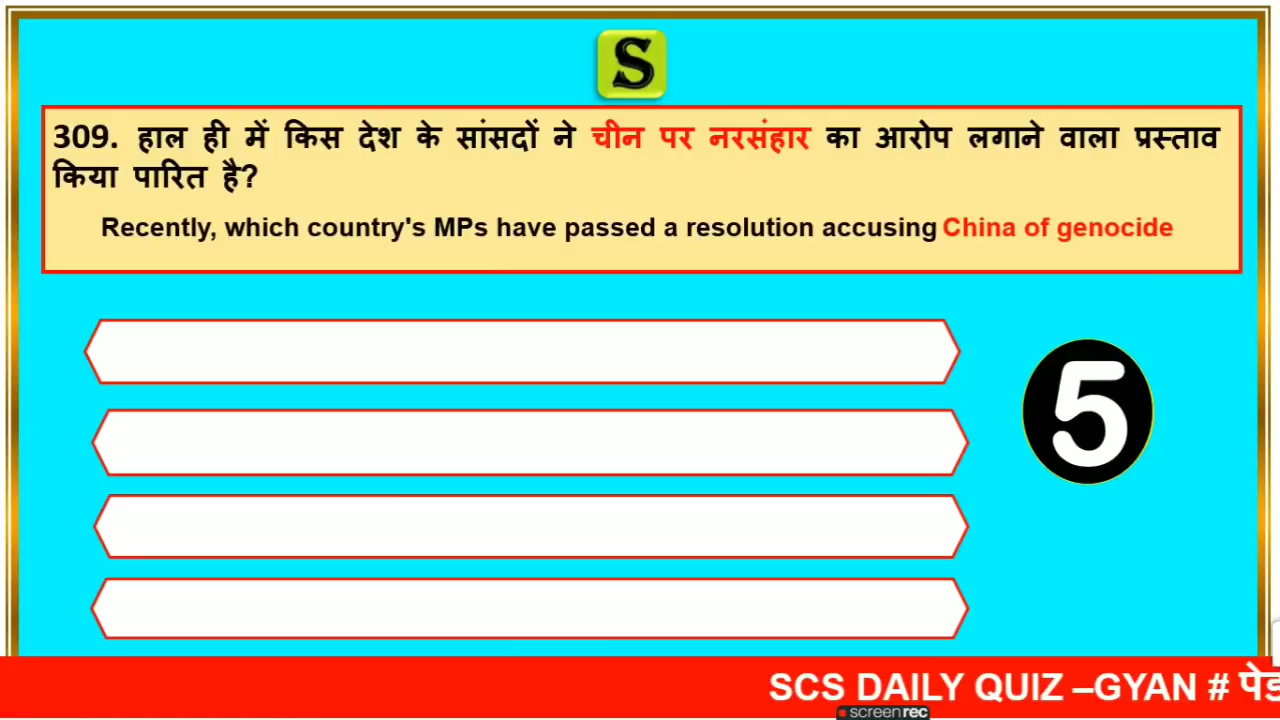 S
309. हाल ही में किस देश के सांसदों ने चीन पर नरसंहार का आरोप लगाने वाला प्रस्ताव
किया पारित है?
Recently, which country's MPs have passed a resolution accusing China of genocide
5
SCS DAILY QUIZ –GYAN #
screenrec